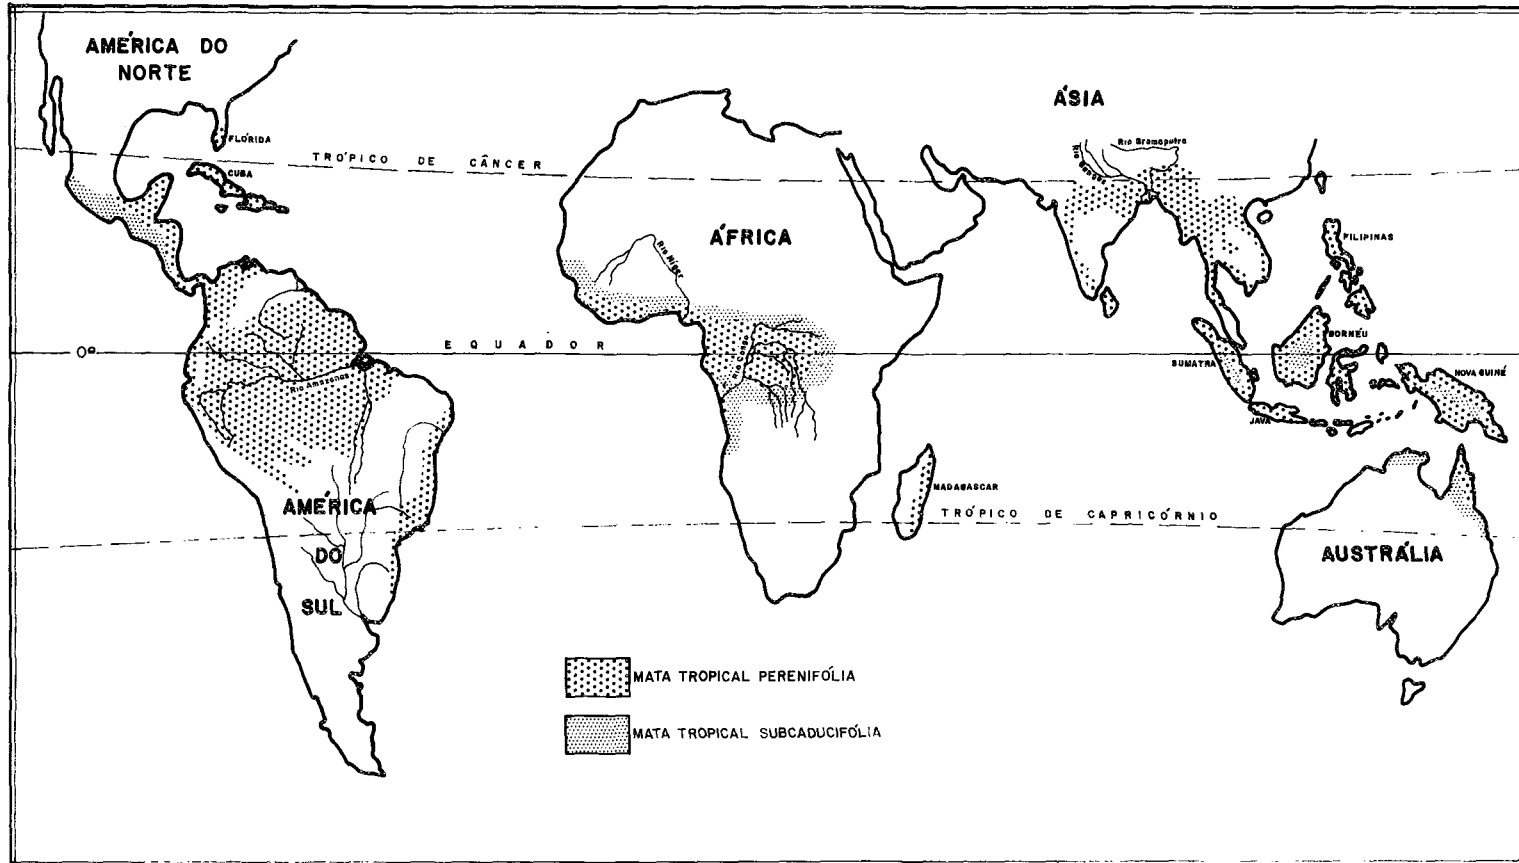 AMÉRICA DO
NORTE
ÁSIA
FLÓRIDA
TRÓPICO DE CÂNCER
Rio Bramaputra
Rio Ganges
CUBA
ÁFRICA
Rio Niger
FILIPINAS
EQUADOR
0º
Rio Congo
BORNÉU
SUMATRA
NOVA GUINÉ
Rio Amazonas
JAVA
MADAGASCAR
AMÉRICA
DO
SUL
TRÓPICO DE CAPRICÓRNIO
AUSTRÁLIA
MATA TROPICAL PERENIFÓLIA
MATA TROPICAL SUBCADUCIFÓLIA